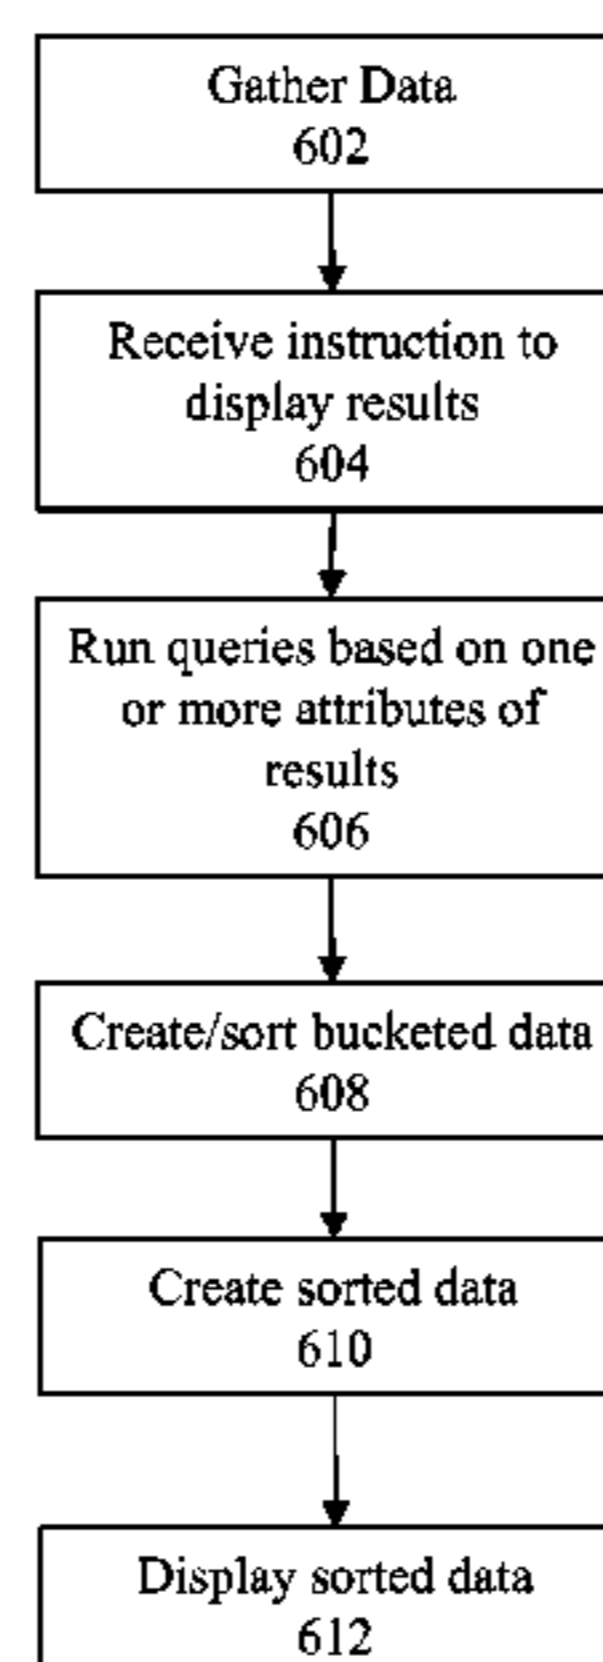 Gather Data
602
Receive instruction to
display results
604
Run queries based on one
or more attributes of
results
606
Create/sort bucketed data
608
Create sorted data
610
Display sorted data
612